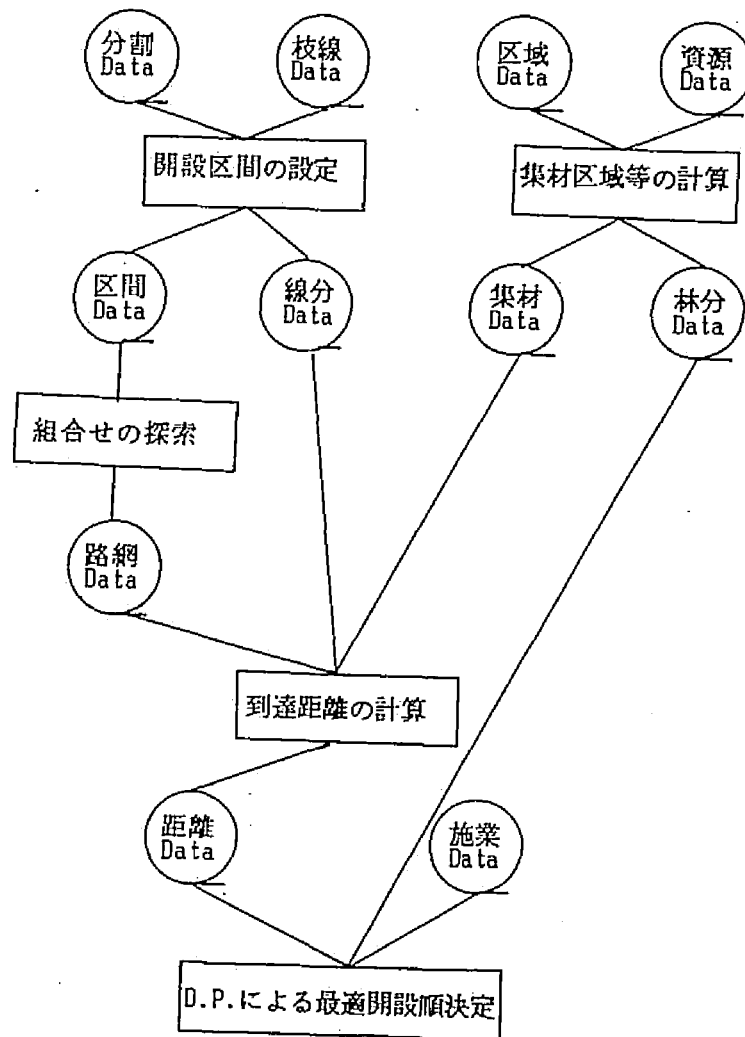 分割
Data
枝線
Data
区域
Data
資源
Data
開設区間の設定
集材区域等の計算
区間
Data
線分
Data
集材
Data
林分
Data
組合せの探索
路網
Data
到達距離の計算
距離
Data
施業
Data
D.P.による最適開設順決定